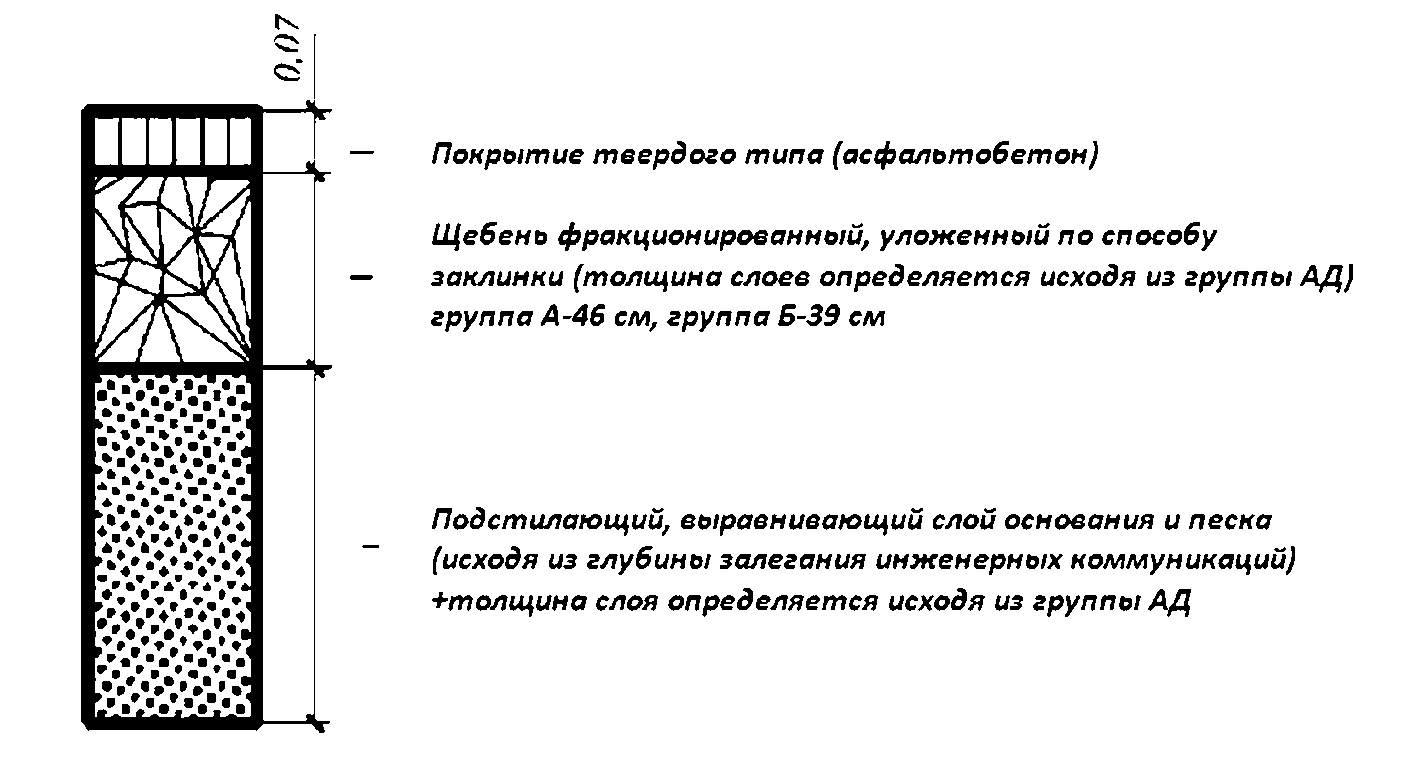 0,07
— Покрытие твердого типа (асфальтобетон)
Щебень фракционированный, уложенный по способу
— заклинки (толщина слоев определяется исходя из группы АД)
группа А-46 см, группа Б-39 см
Подстилающий, выравнивающий слой основания и песка
– (исходя из глубины залегания инженерных коммуникаций)
+толщина слоя определяется исходя из группы АД